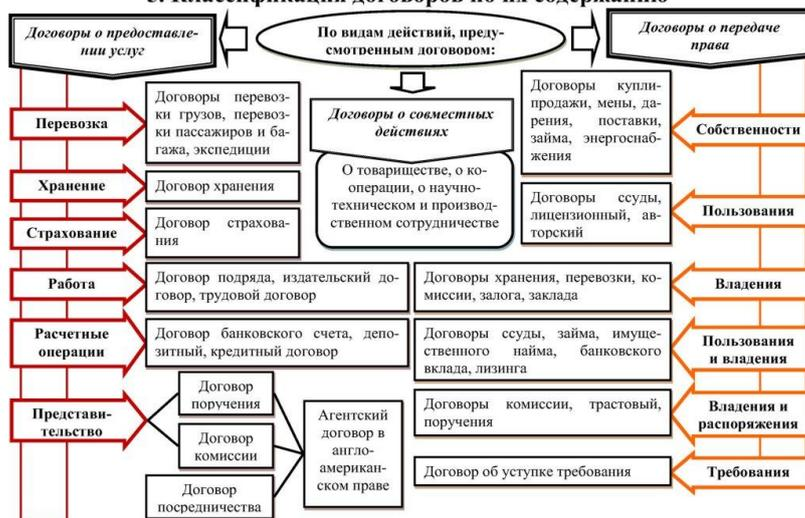 3. Классификация договоров по их содержанию
Договоры о предоставле-
нии услуг
По видам действий, преду-
смотренным договором:
Договоры о передаче
права
Перевозка
Договоры перевоз-
ки грузов, перевоз-
ки пассажиров и ба-
гажа, экспедиции
Хранение
Договор хранения
Страхование
Договор страхова-
ния
Договоры о совместных
действиях
О товариществе, о ко-
операции, о научно-
техническом и производ-
ственном сотрудничестве
Договоры купли-
продажи, мены, да-
рения, поставки,
займа, энергоснаб-
жения
Собственности
Договоры ссуды,
лицензионный, ав-
торский
Пользования
Работа
Договор подряда, издательский до-
говор, трудовой договор
Договоры хранения, перевозки, ко-
миссии, залога, заклада
Владения
Расчетные
операции
Договор банковского счета, депо-
зитный, кредитный договор
Договоры ссуды, займа, имуще-
ственного найма, банковского
вклада, лизинга
Пользования
и владения
Представи-
тельство
Договор
поручения
Договор
комиссии
Договор
посредничества
Агентский
договор в
англо-
американ-
ском праве
Договоры комиссии, трастовый,
поручения
Владения и
распоряжения
Договор об уступке требования
Требования